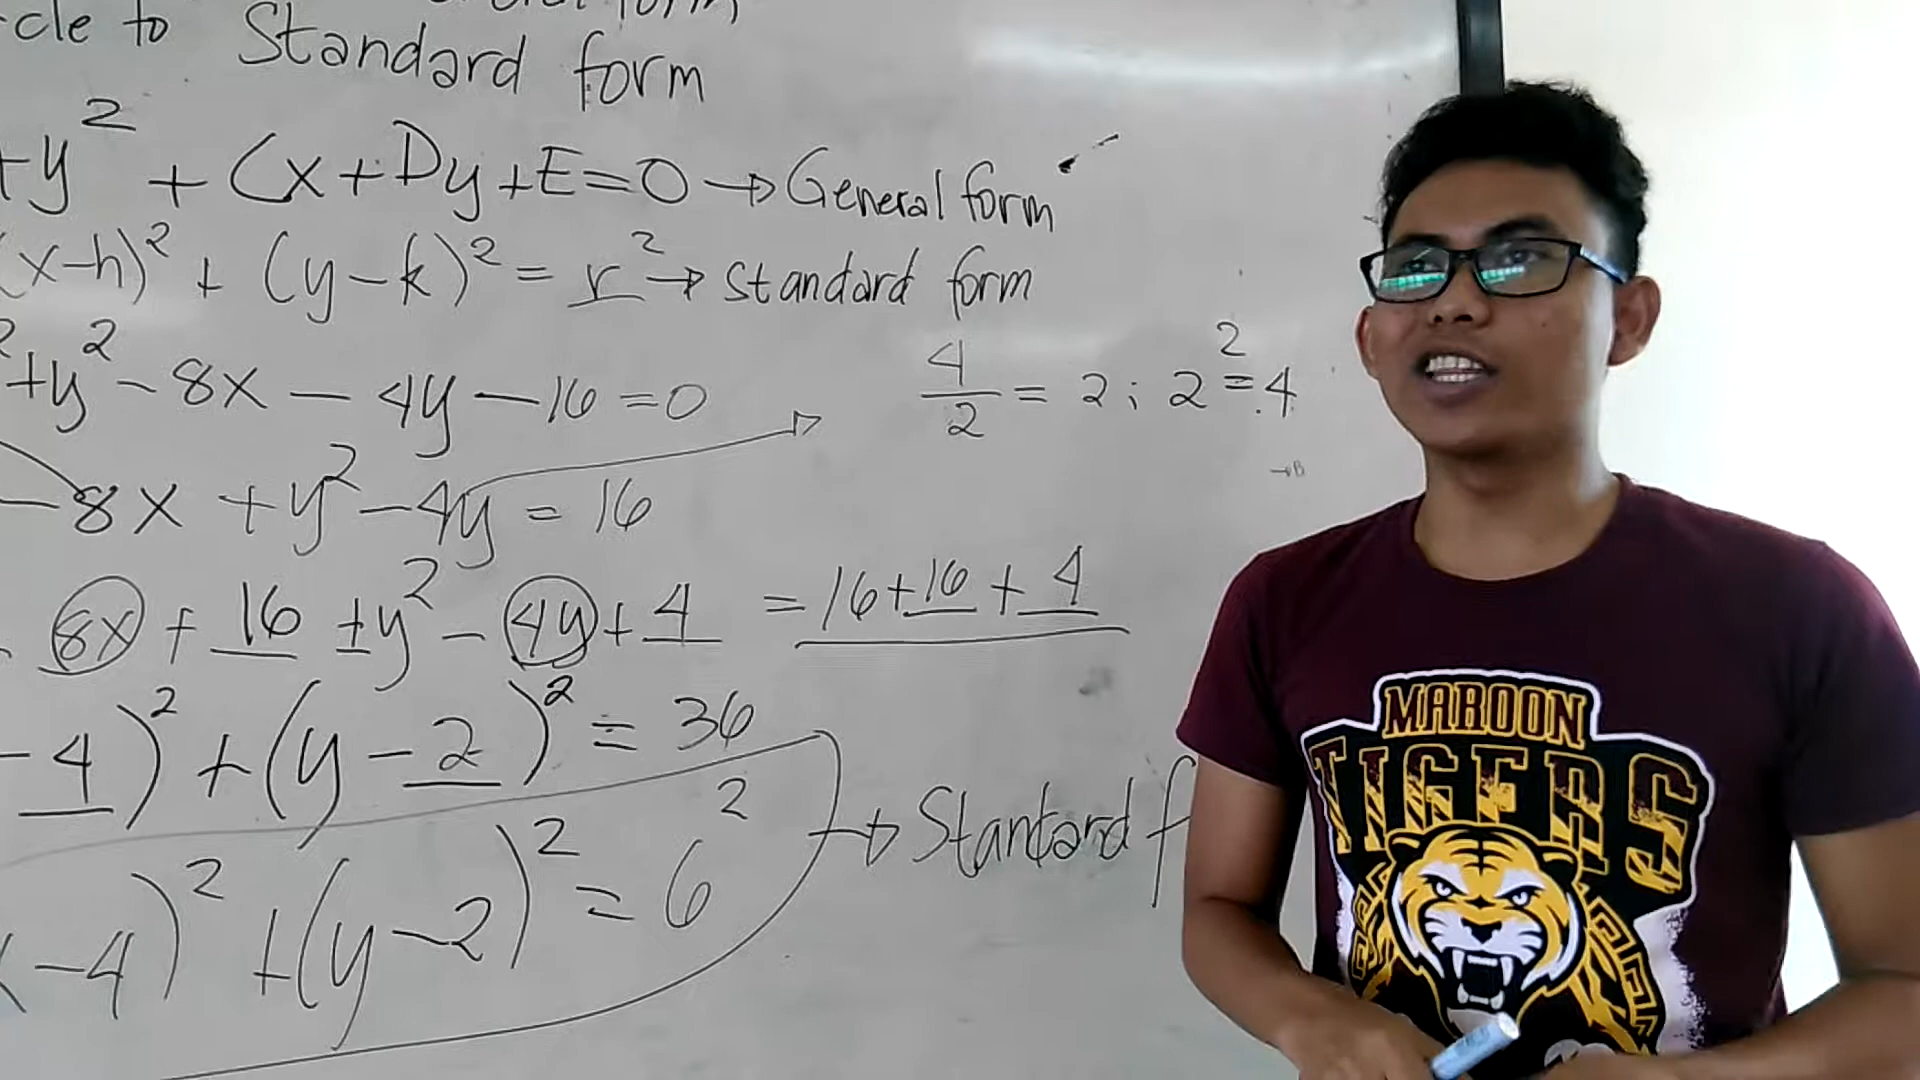 cle to Standard form
+y² + Cx + Dy + E = 0 → General form
(x-h)² + (y-k)² = r² → standard form
² + y² - 8x - 4y - 16 = 0
4/2 = 2; 2² = 4
- 8x + y² - 4y = 16
- 8x + 16 + y² - 4y + 4 = 16 + 16 + 4
- 4)² + (y - 2)² = 36
- 4)² + (y - 2)² = 6² → Standard f
MAROON
TIGERS